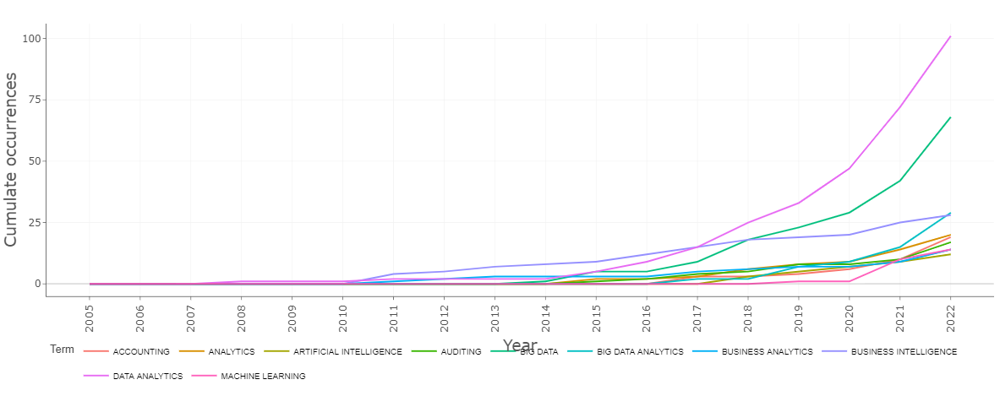 Cumulate occurrences
100
75
50
25
0
2005 2006 2007 2008 2009 2010 2011 2012 2013 2014 2015 2016 2017 2018 2019 2020 2021 2022
Year
Term ACCOUNTING ANALYTICS ARTIFICIAL INTELLIGENCE AUDITING BIG DATA BIG DATA ANALYTICS BUSINESS ANALYTICS BUSINESS INTELLIGENCE
DATA ANALYTICS MACHINE LEARNING